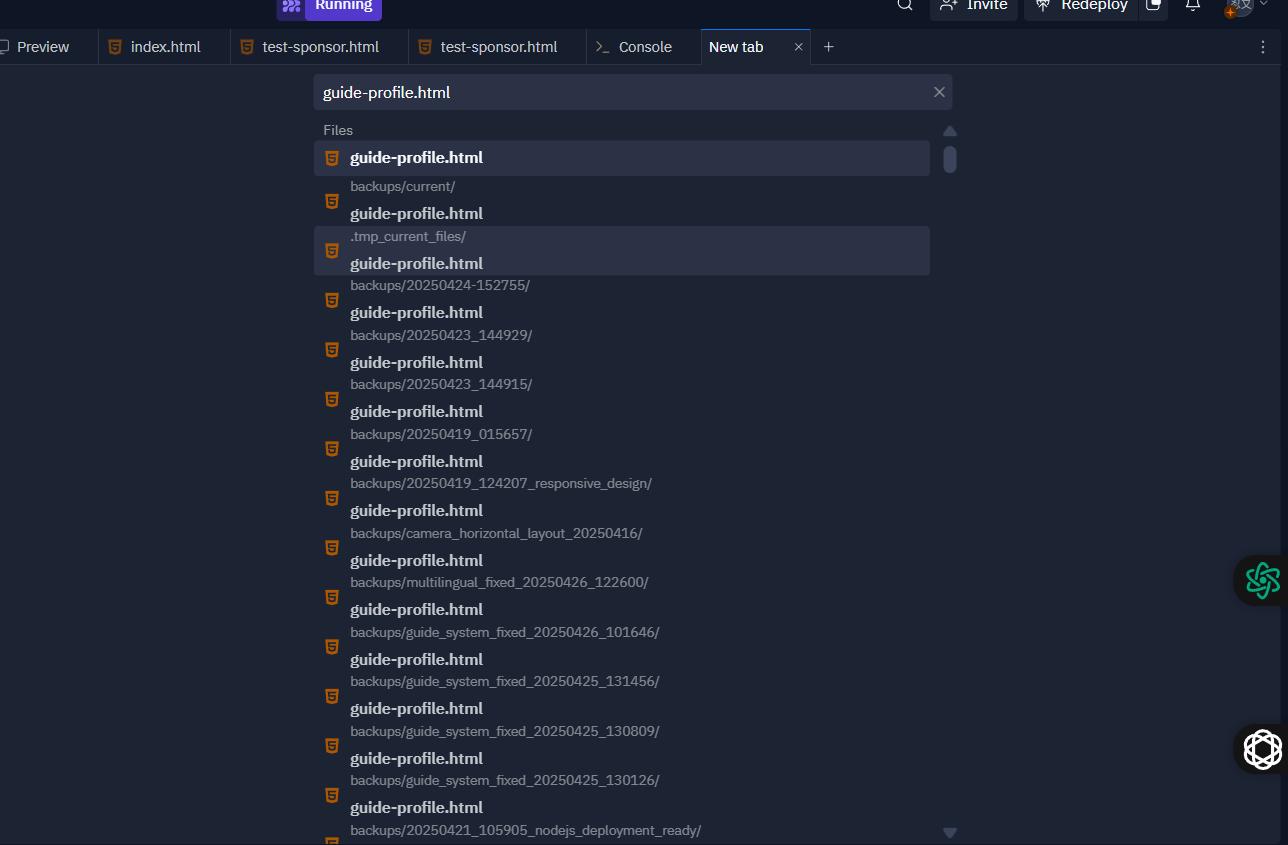 Running
Invite
Redeploy
Preview
index.html
test-sponsor.html
test-sponsor.html
Console
New tab
guide-profile.html
Files
guide-profile.html
backups/current/
guide-profile.html
.tmp_current_files/
guide-profile.html
backups/20250424-152755/
guide-profile.html
backups/20250423_144929/
guide-profile.html
backups/20250423_144915/
guide-profile.html
backups/20250419_015657/
guide-profile.html
backups/20250419_124207_responsive_design/
guide-profile.html
backups/camera_horizontal_layout_20250416/
guide-profile.html
backups/multilingual_fixed_20250426_122600/
guide-profile.html
backups/guide_system_fixed_20250426_101646/
guide-profile.html
backups/guide_system_fixed_20250425_131456/
guide-profile.html
backups/guide_system_fixed_20250425_130809/
guide-profile.html
backups/guide_system_fixed_20250425_130126/
guide-profile.html
backups/20250421_105905_nodejs_deployment_ready/